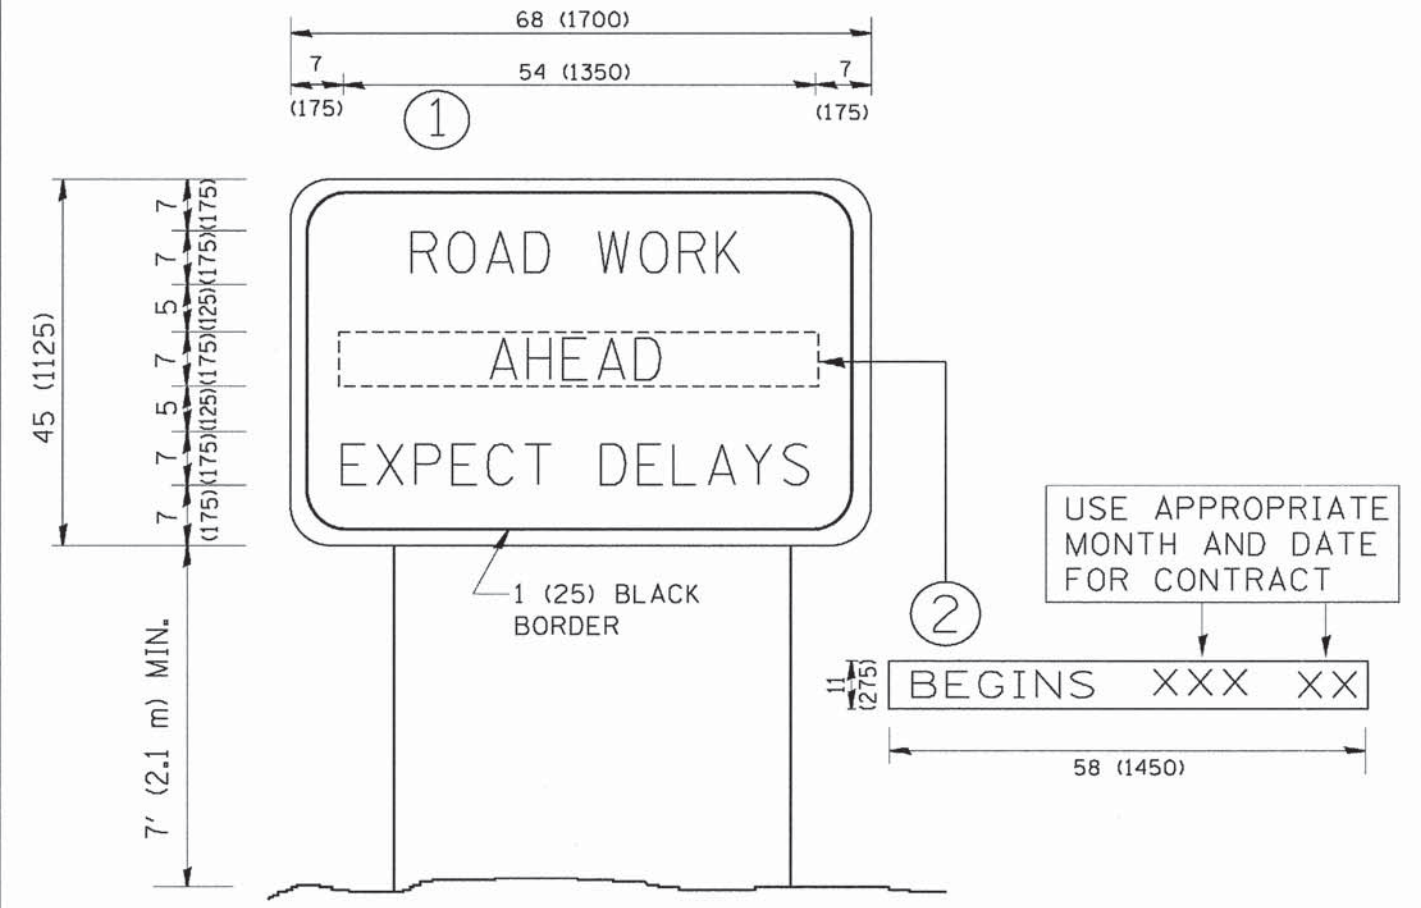 68 (1700)
7
54 (1350)
7
(175)
(175)
1
45 (1125)
7
(175)
7
(175)
5
(125)
7
(175)
5
(125)
7
(175)
7
(175)
ROAD WORK
AHEAD
EXPECT DELAYS
1 (25) BLACK
BORDER
7' (2.1 m) MIN.
2
USE APPROPRIATE
MONTH AND DATE
FOR CONTRACT
11
(275)
BEGINS XXX XX
58 (1450)